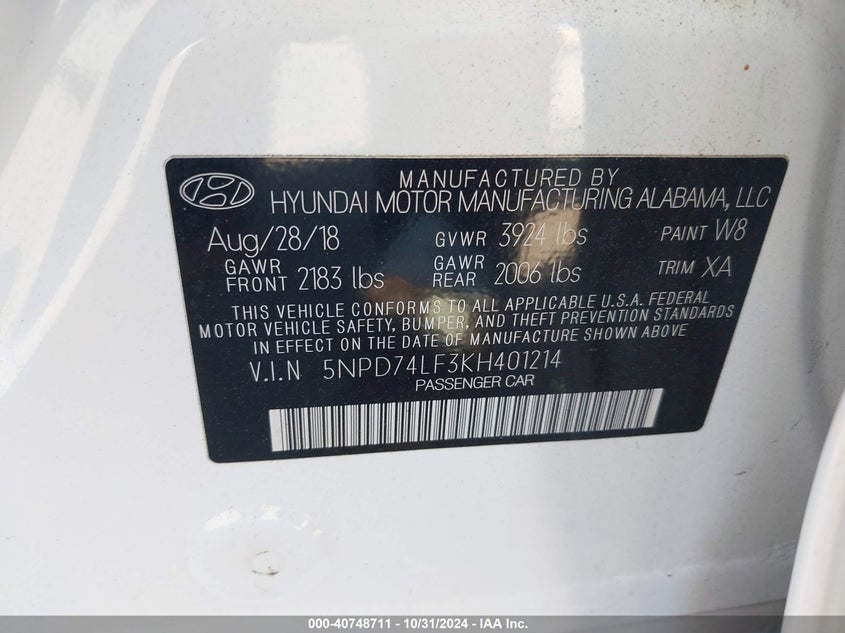 MANUFACTURED BY
HYUNDAI MOTOR MANUFACTURING ALABAMA, LLC
Aug/28/18 GVWR 3924 lbs PAINT W8
GAWR FRONT 2183 lbs GAWR REAR 2006 lbs TRIM XA
THIS VEHICLE CONFORMS TO ALL APPLICABLE U.S.A. FEDERAL
MOTOR VEHICLE SAFETY, BUMPER, AND THEFT PREVENTION STANDARDS
IN EFFECT ON THE DATE OF MANUFACTURE SHOWN ABOVE
V.I.N 5NPD74LF3KH401214
PASSENGER CAR
000-40748711 - 10/31/2024 - IAA Inc.